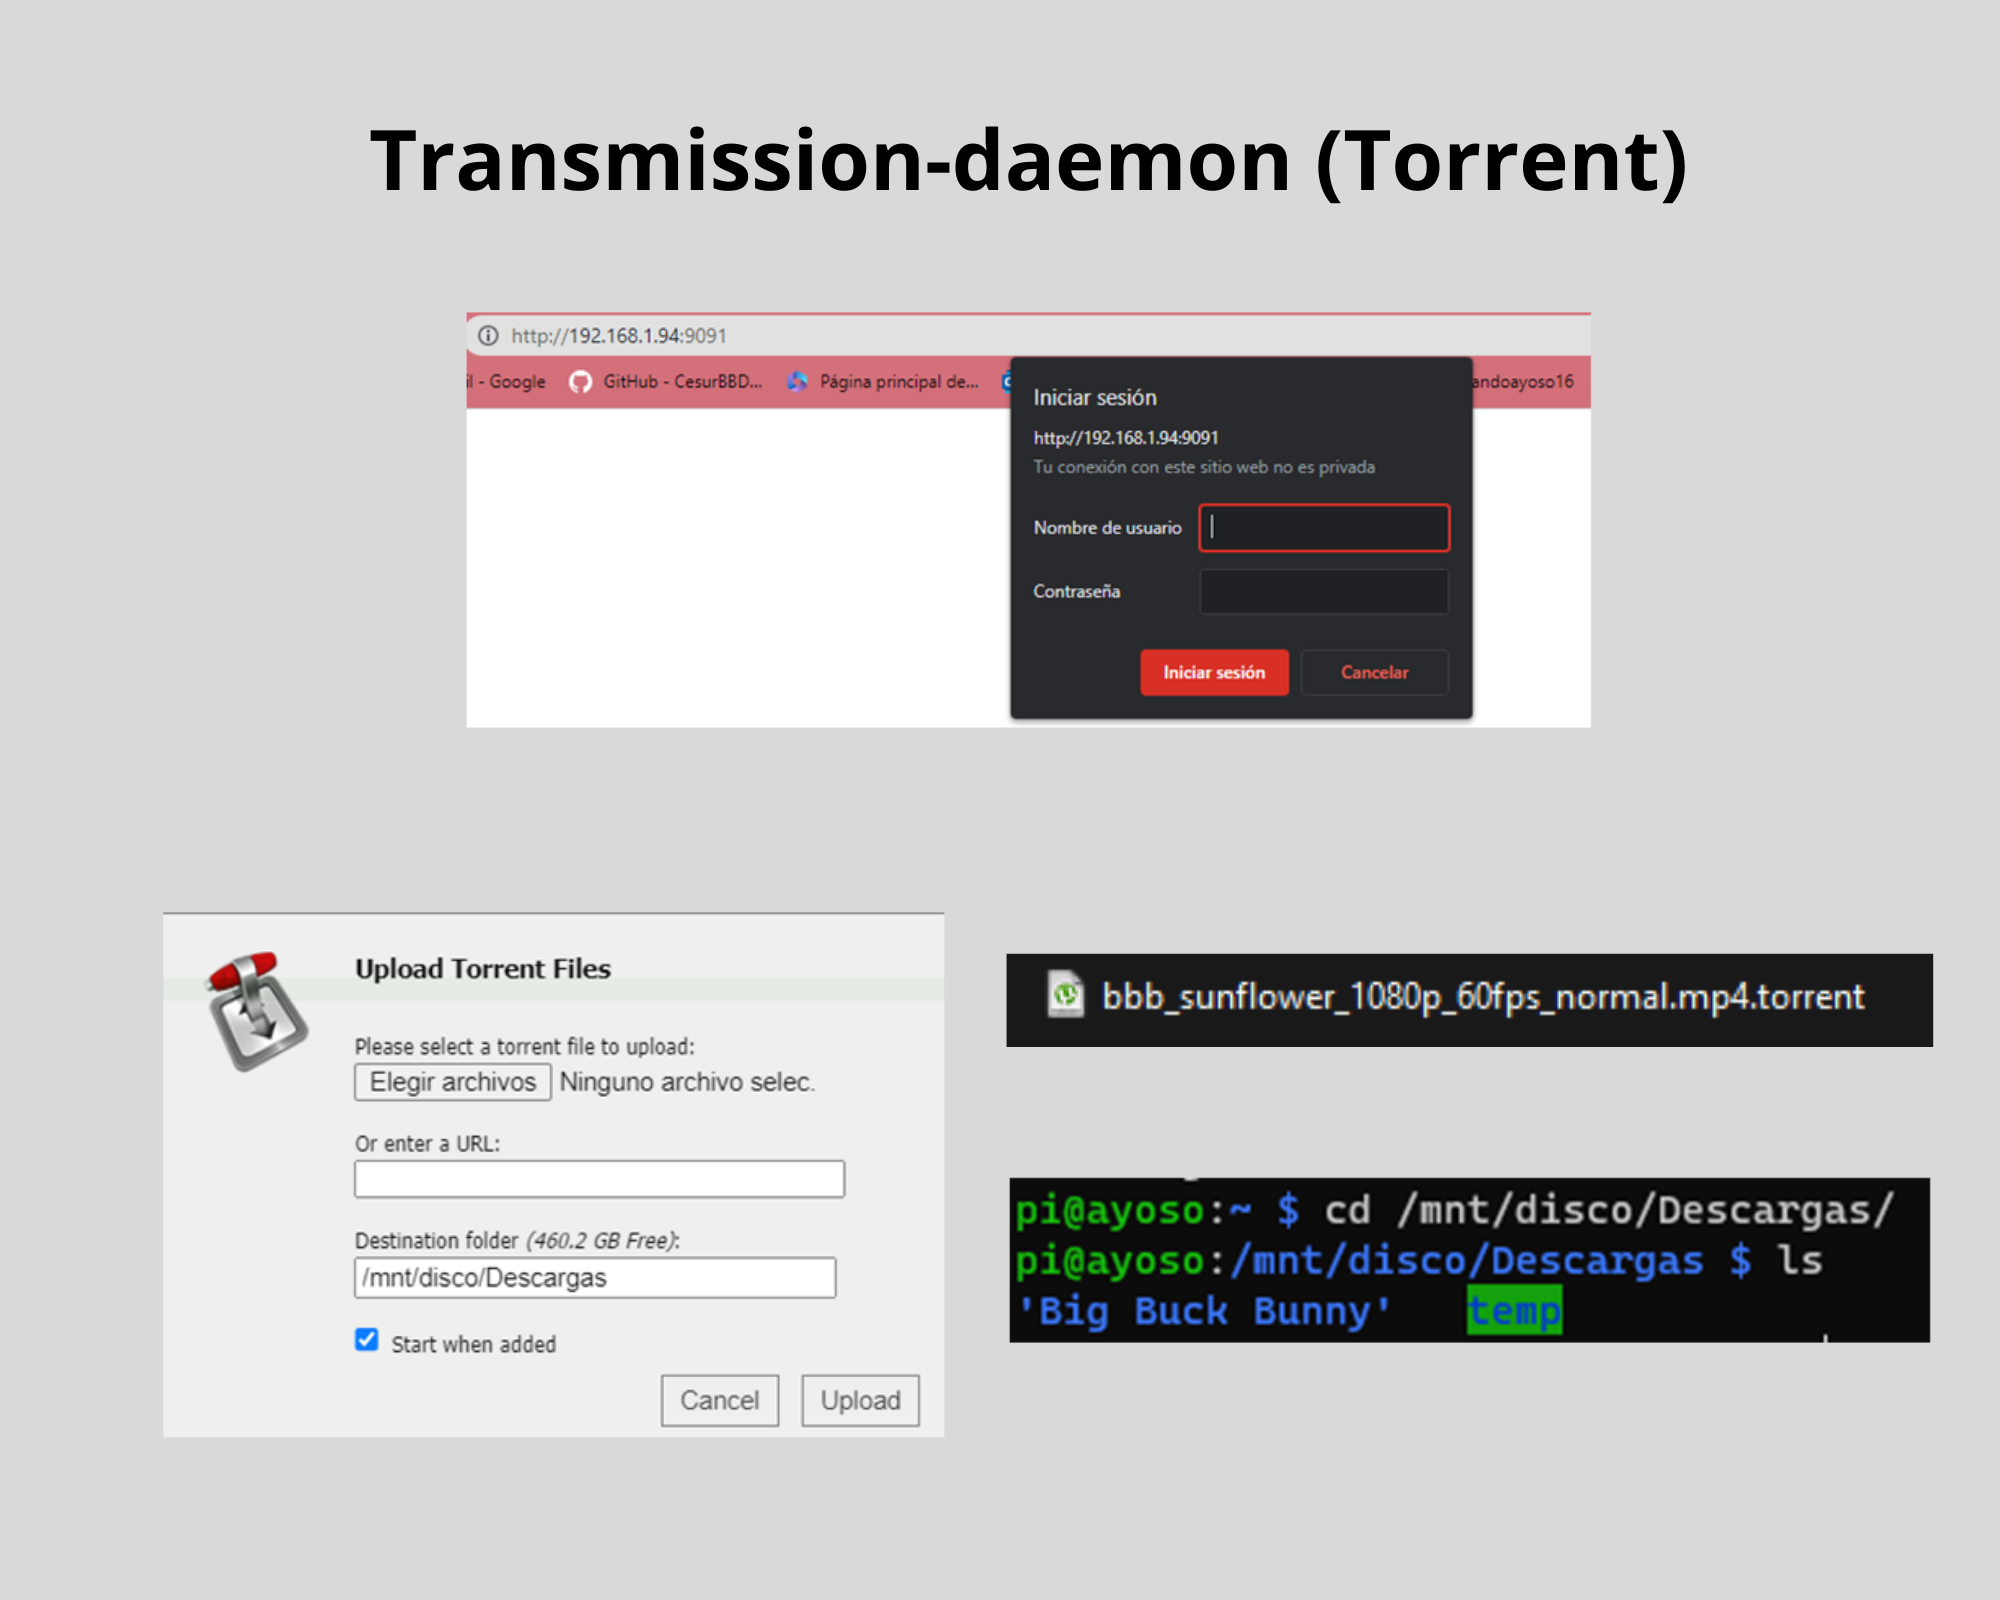 Transmission-daemon (Torrent)
http://192.168.1.94:9091
il - Google GitHub - CesurBBD... Página principal de... andoayoso16
Iniciar sesión
http://192.168.1.94:9091
Tu conexión con este sitio web no es privada
Nombre de usuario
Contraseña
Iniciar sesión Cancelar
Upload Torrent Files
Please select a torrent file to upload:
Elegir archivos Ninguno archivo selec.
Or enter a URL:
Destination folder (460.2 GB Free):
/mnt/disco/Descargas
Start when added
Cancel Upload
bbb_sunflower_1080p_60fps_normal.mp4.torrent
pi@ayoso:~ $ cd /mnt/disco/Descargas/
pi@ayoso:/mnt/disco/Descargas $ ls
'Big Buck Bunny' temp